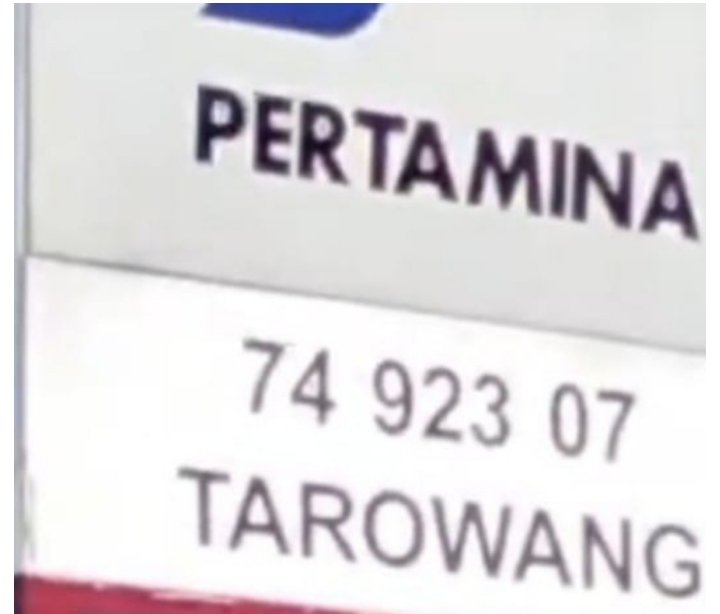 PERTAMINA
74 923 07
TAROWANG